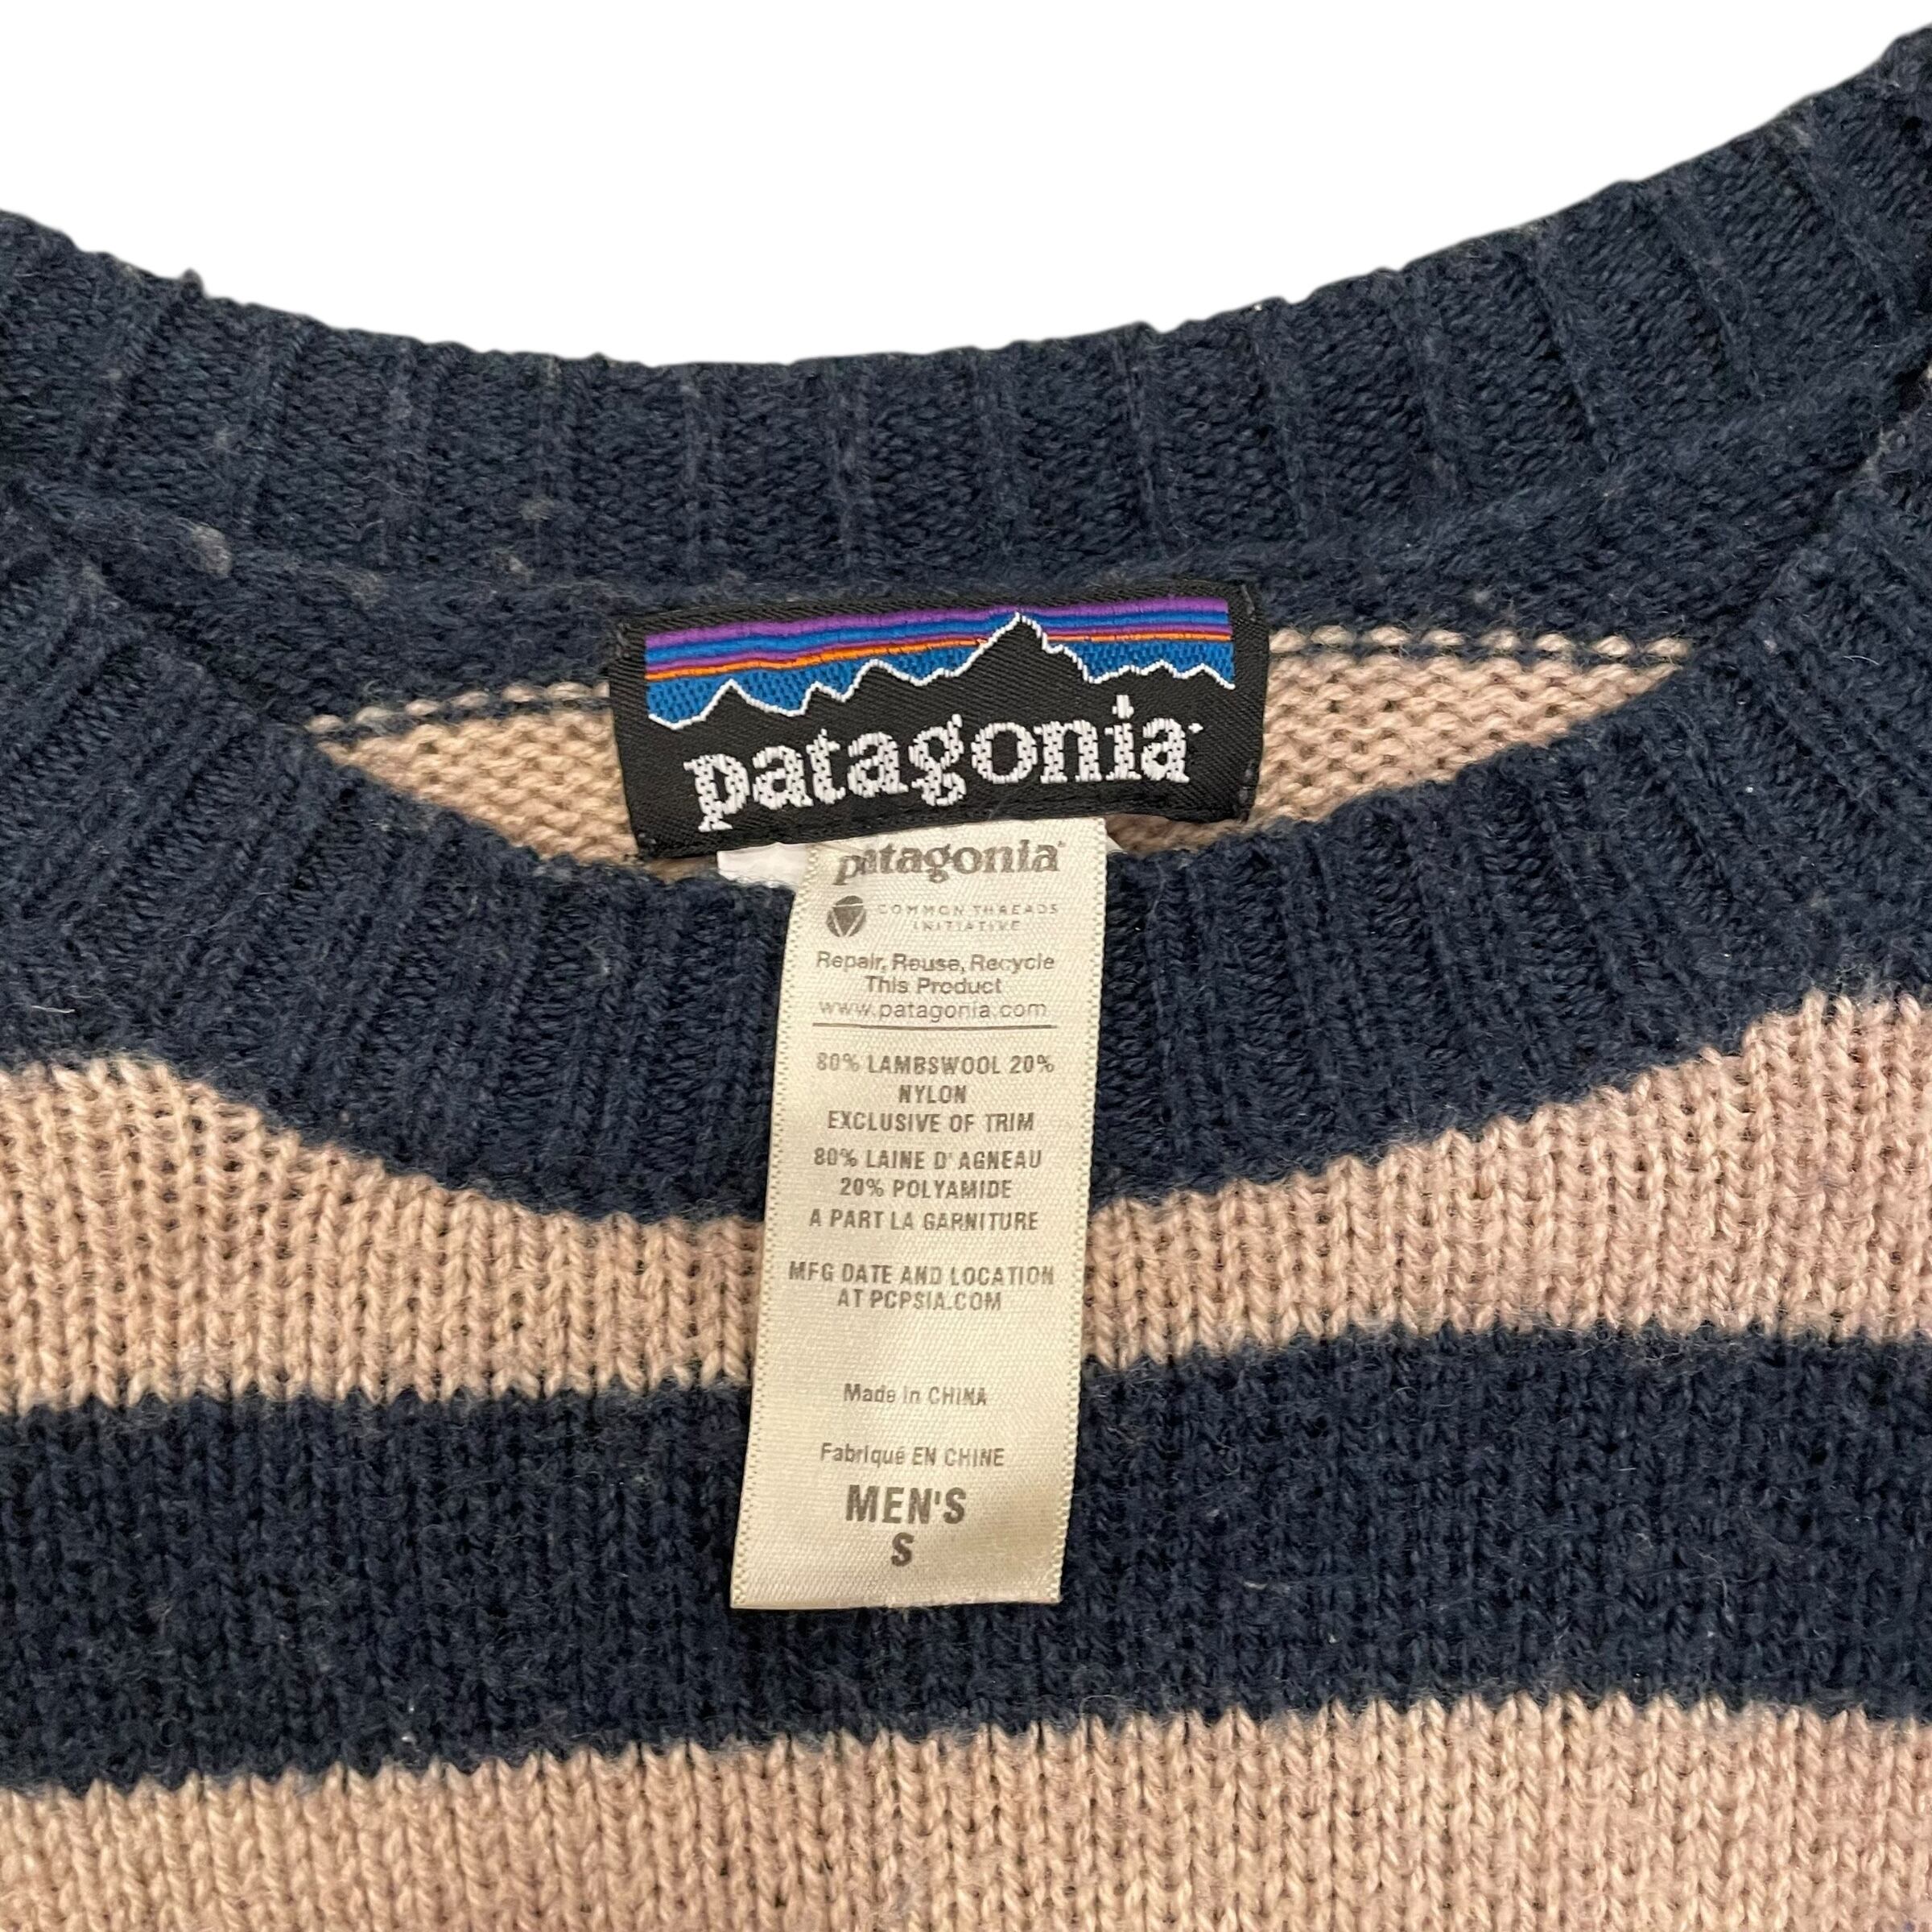 patagonia
patagonia
COMMON THREADS
INITIATIVE
Repair, Reuse, Recycle
This Product
www.patagonia.com
80% LAMBSWOOL 20%
NYLON
EXCLUSIVE OF TRIM
80% LAINE D'AGNEAU
20% POLYAMIDE
A PART LA GARNITURE
MFG DATE AND LOCATION
AT PCPSIA.COM
Made in CHINA
Fabriqué EN CHINE
MEN'S
S